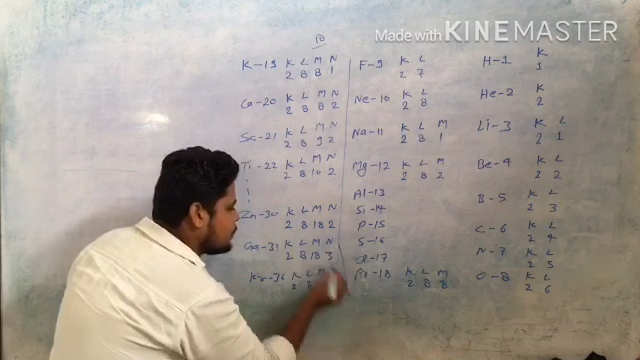 Made with KINEMASTER
18
K-19 K L M N
2 8 8 1
Ca-20 K L M N
2 8 8 2
Sc-21 K L M N
2 8 9 2
Ti-22 K L M N
2 8 10 2
Zn-30 K L M N
2 8 18 2
Ga-31 K L M N
2 8 18 3
Kr-36 K L M
2 8
F-9 K L
2 7
Ne-10 K L
2 8
Na-11 K L M
2 8 1
Mg-12 K L M
2 8 2
Al-13
Si-14
P-15
S-16
Cl-17
Ar-18 K L M
2 8 8
H-1 K
1
He-2 K
2
Li-3 K L
2 1
Be-4 K L
2 2
B-5 K L
2 3
C-6 K L
2 4
N-7 K L
2 5
O-8 K L
2 6